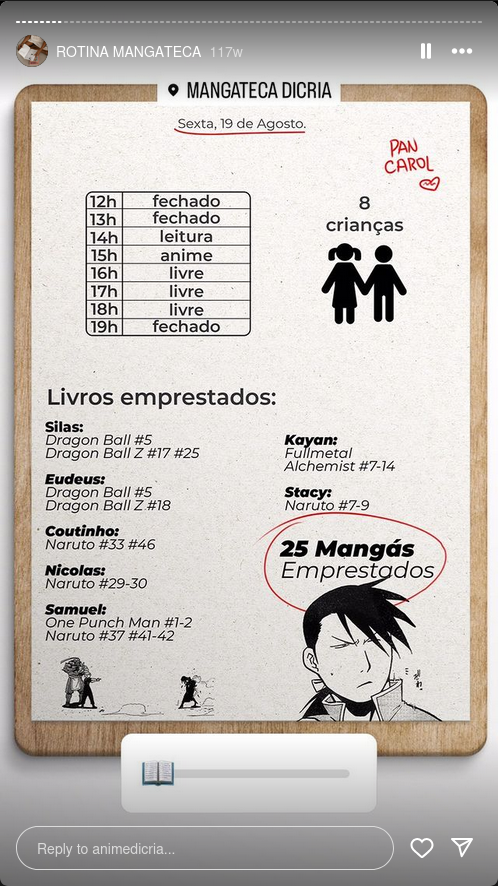 ROTINA MANGATECA 117w
MANGATECA DICRIA
Sexta, 19 de Agosto.
PAN
CAROL
12h fechado
13h fechado
14h leitura
15h anime
16h livre
17h livre
18h livre
19h fechado
8
crianças
Livros emprestados:
Silas:
Dragon Ball #5
Dragon Ball Z #17 #25
Eudeus:
Dragon Ball #5
Dragon Ball Z #18
Coutinho:
Naruto #33 #46
Nicolas:
Naruto #29-30
Samuel:
One Punch Man #1-2
Naruto #37 #41-42
Kayan:
Fullmetal
Alchemist #7-14
Stacy:
Naruto #7-9
25 Mangás
Emprestados
Reply to animedicria...